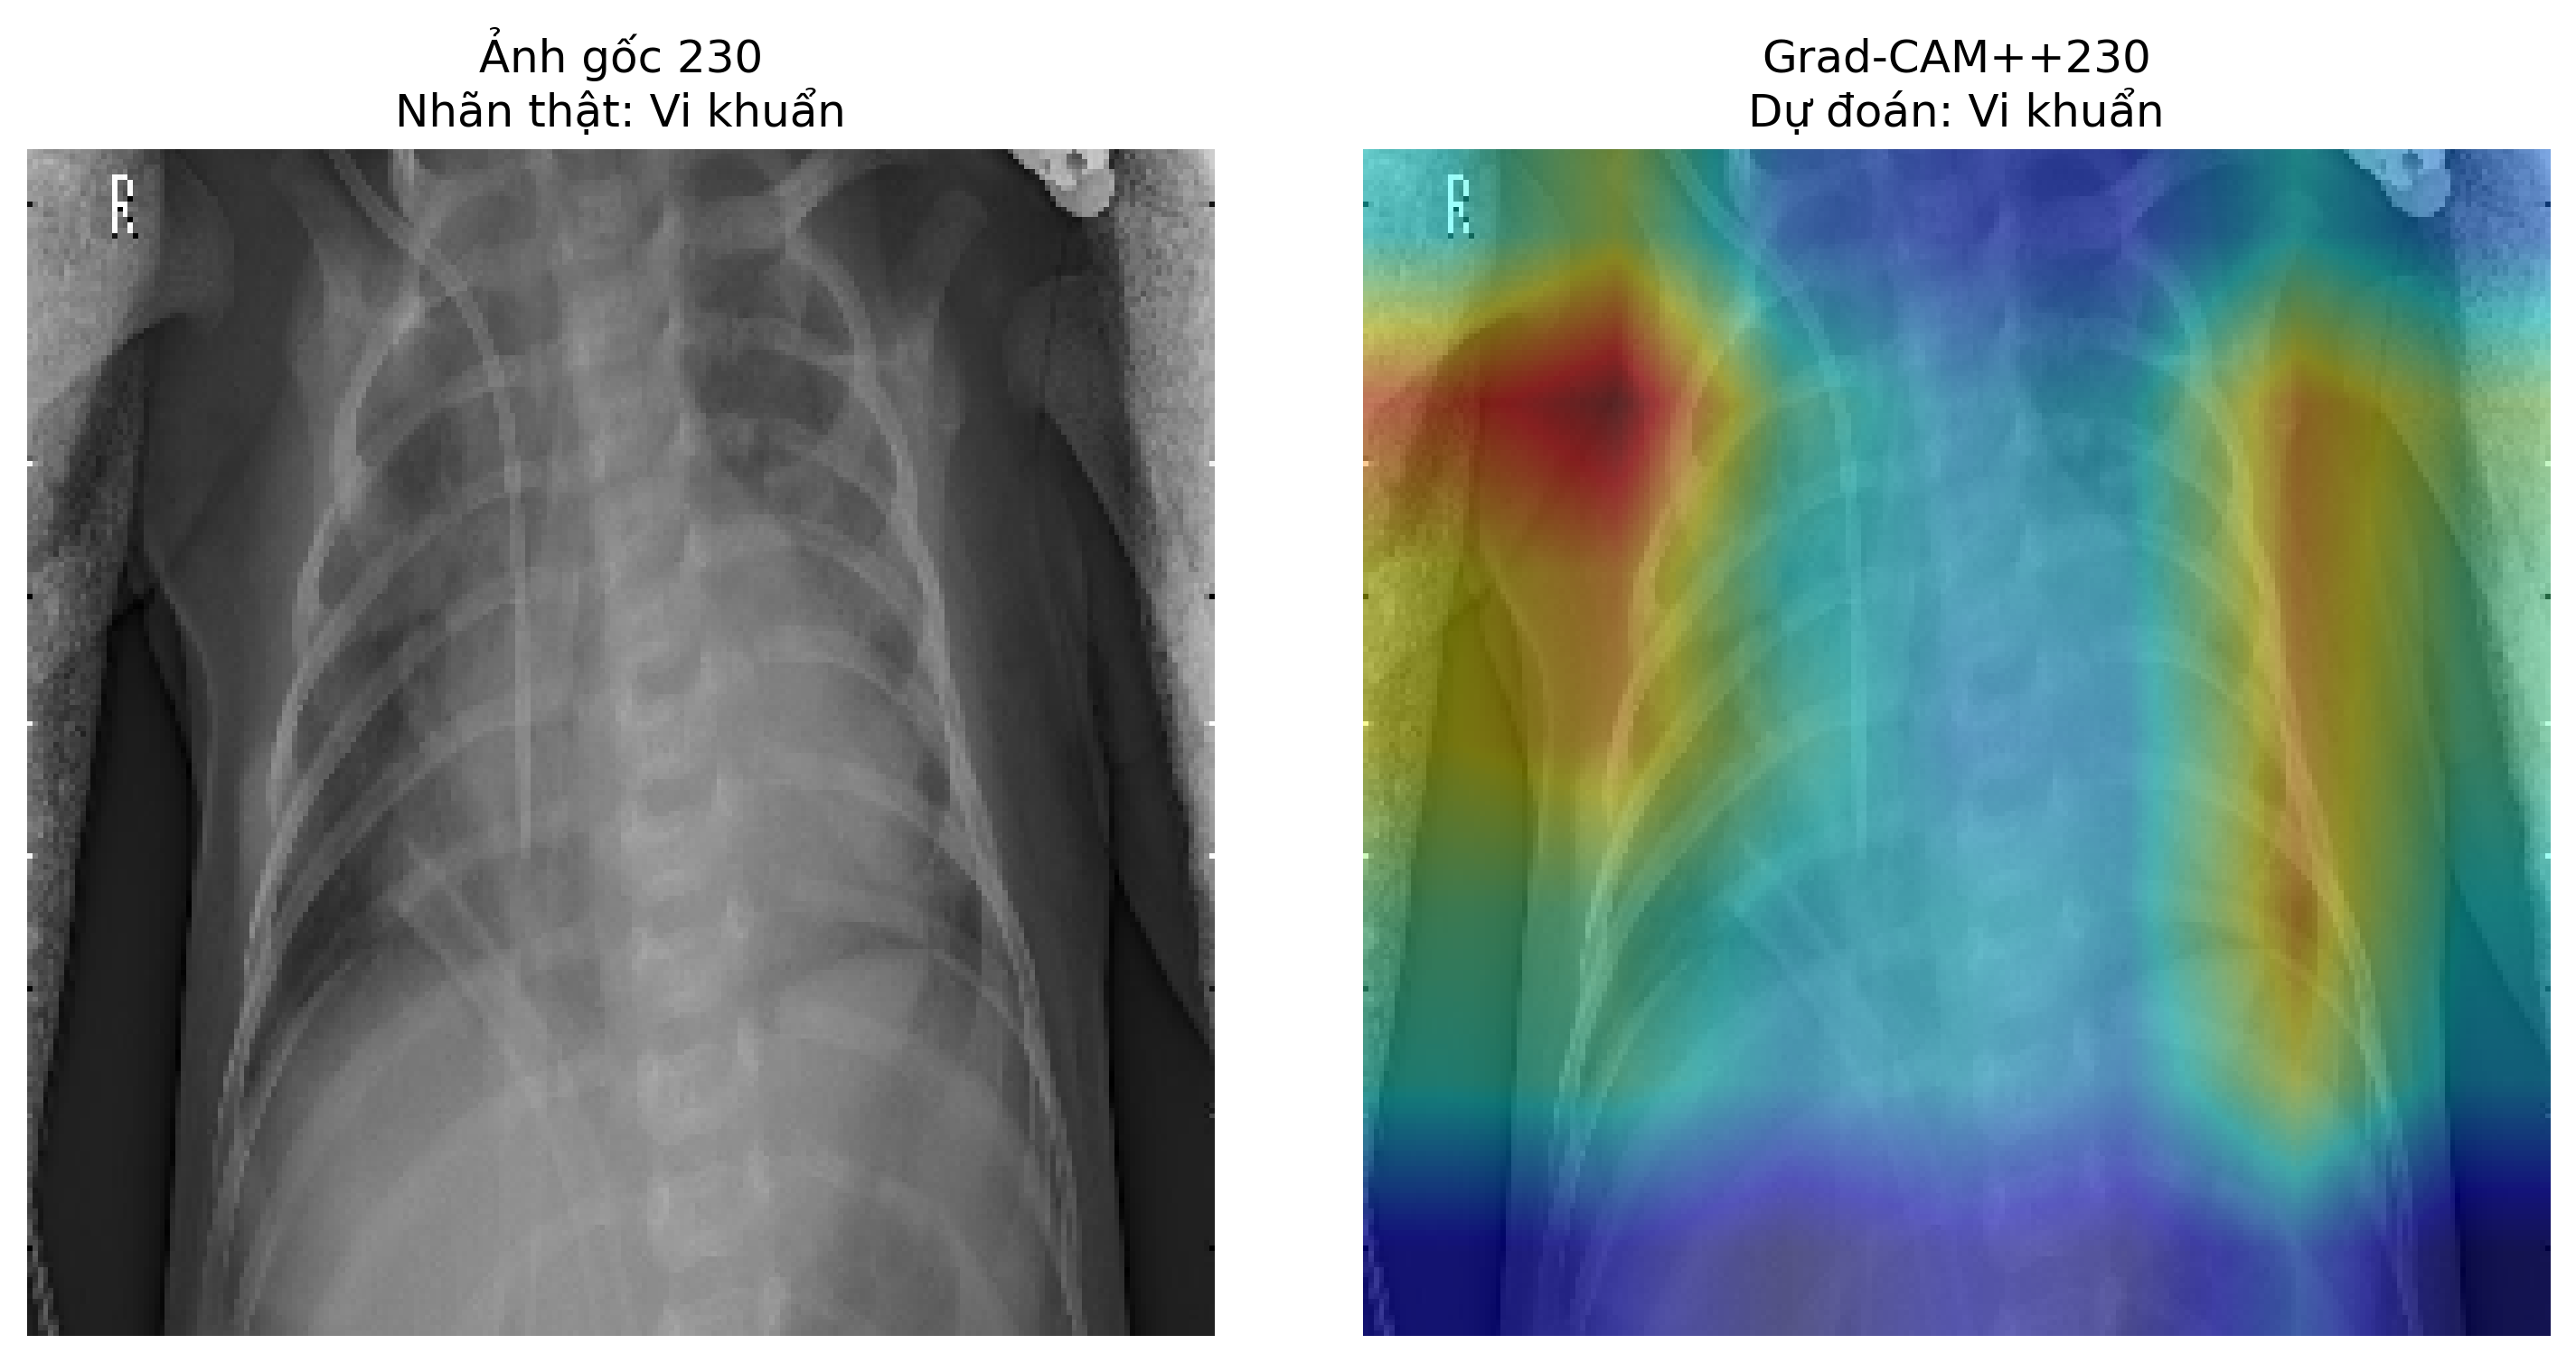 Ảnh gốc 230
Nhãn thật: Vi khuẩn
R
Grad-CAM++230
Dự đoán: Vi khuẩn
R